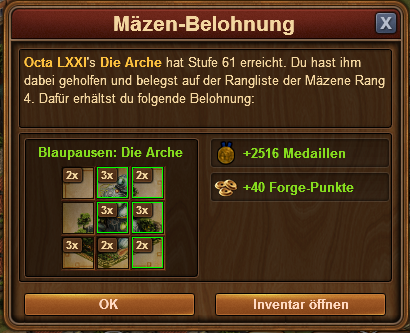 Mäzen-Belohnung
X
Octa LXXI's Die Arche hat Stufe 61 erreicht. Du hast ihm
dabei geholfen und belegst auf der Rangliste der Mäzene Rang
4. Dafür erhältst du folgende Belohnung:
Blaupausen: Die Arche
2x 3x 2x
3x 3x
3x 2x 2x
+2516 Medaillen
+40 Forge-Punkte
OK
Inventar öffnen